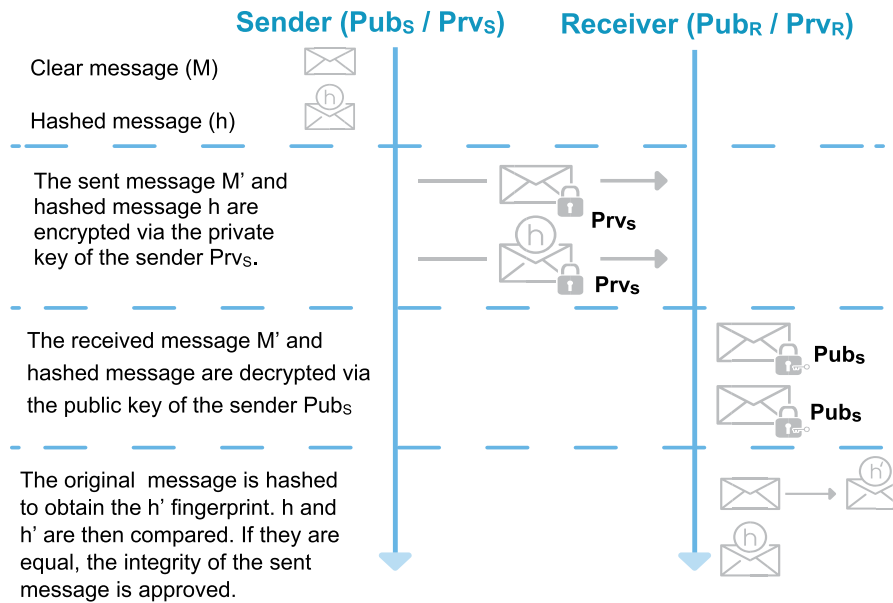 Sender (PubS / PrvS)
Receiver (PubR / PrvR)
Clear message (M)
h
Hashed message (h)
The sent message M’ and
hashed message h are
encrypted via the private
key of the sender PrvS.
Prvs
h
Prvs
The received message M’ and
hashed message are decrypted via
the public key of the sender PubS
Pubs
Pubs
The original message is hashed
to obtain the h’ fingerprint. h and
h’ are then compared. If they are
equal, the integrity of the sent
message is approved.
h'
h